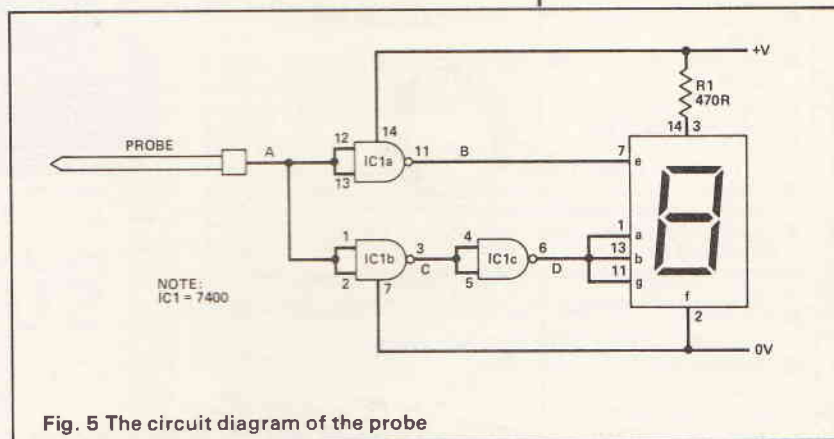 +V
R1
470R
14 3
PROBE
A
12
14
13
IC1a
11
B
7
e
1
2
IC1b
3
7
C
4
5
IC1c
6
D
1
a
13
b
11
g
f
2
NOTE:
IC1 = 7400
0V
Fig. 5 The circuit diagram of the probe